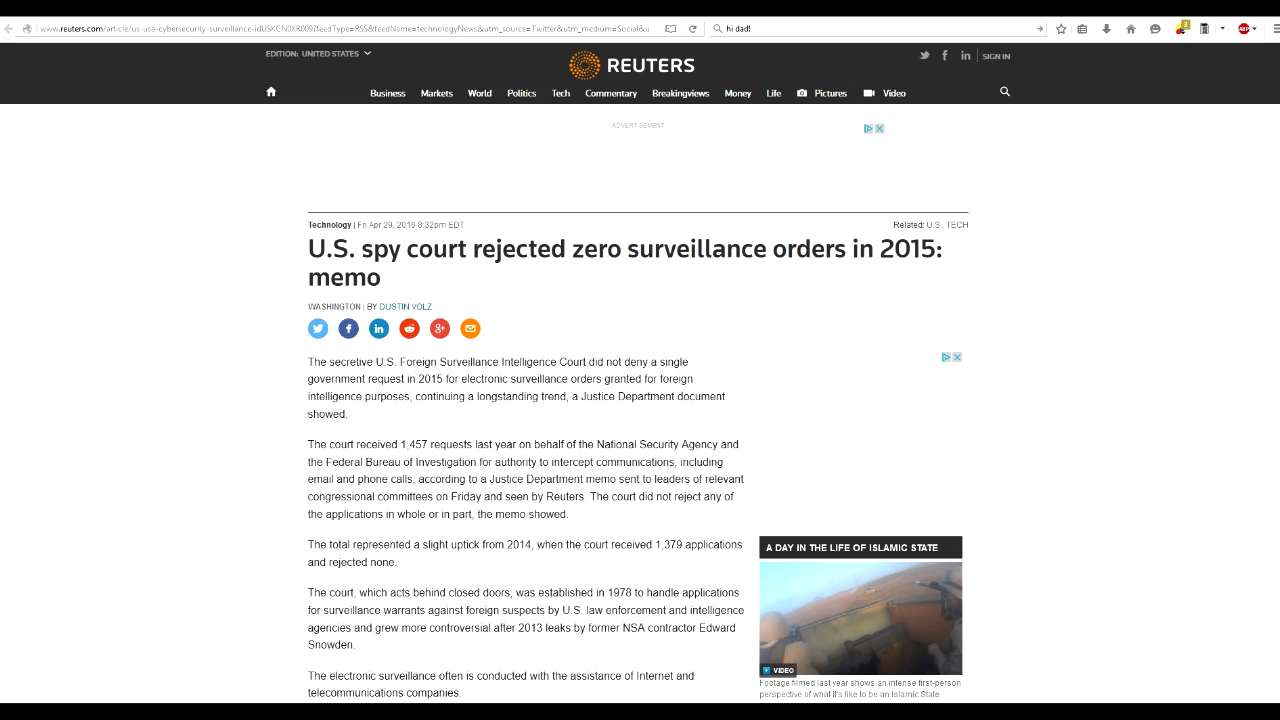 www.reuters.com/article/us-usa-cybersecurity-surveillance-idUSKCN0XR009?feedType=RSS&feedName=technologyNews&utm_source=Twitter&utm_medium=Social&u
hi dad!
3
ABP
EDITION: UNITED STATES
REUTERS
SIGN IN
Business Markets World Politics Tech Commentary Breakingviews Money Life Pictures Video
ADVERTISEMENT
Technology | Fri Apr 29, 2016 8:32pm EDT
Related: U.S., TECH
U.S. spy court rejected zero surveillance orders in 2015:
memo
WASHINGTON | BY DUSTIN VOLZ
The secretive U.S. Foreign Surveillance Intelligence Court did not deny a single
government request in 2015 for electronic surveillance orders granted for foreign
intelligence purposes, continuing a longstanding trend, a Justice Department document
showed.
The court received 1,457 requests last year on behalf of the National Security Agency and
the Federal Bureau of Investigation for authority to intercept communications, including
email and phone calls, according to a Justice Department memo sent to leaders of relevant
congressional committees on Friday and seen by Reuters. The court did not reject any of
the applications in whole or in part, the memo showed.
The total represented a slight uptick from 2014, when the court received 1,379 applications
and rejected none.
The court, which acts behind closed doors, was established in 1978 to handle applications
for surveillance warrants against foreign suspects by U.S. law enforcement and intelligence
agencies and grew more controversial after 2013 leaks by former NSA contractor Edward
Snowden.
The electronic surveillance often is conducted with the assistance of Internet and
telecommunications companies.
A DAY IN THE LIFE OF ISLAMIC STATE
VIDEO
Footage filmed last year shows an intense first-person
perspective of what it's like to be an Islamic State